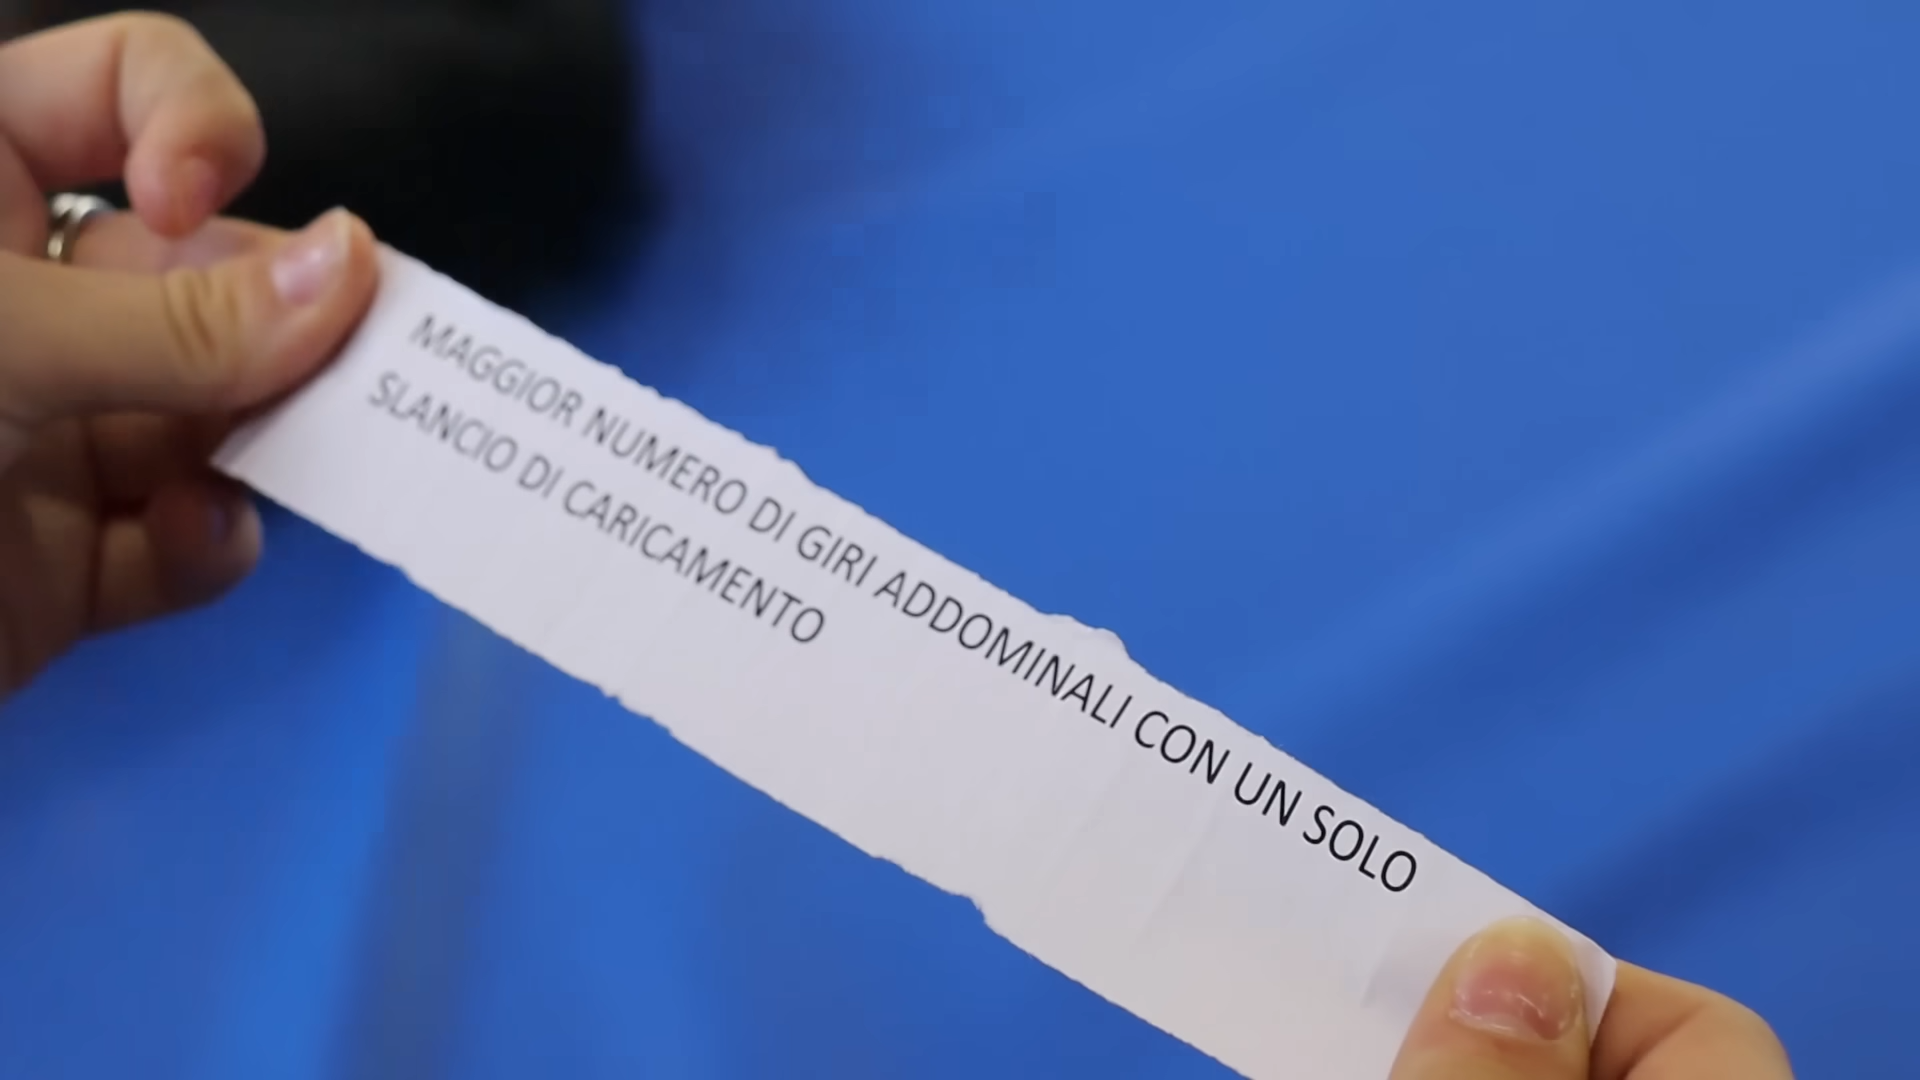 MAGGIOR NUMERO DI GIRI ADDOMINALI CON UN SOLO
SLANCIO DI CARICAMENTO